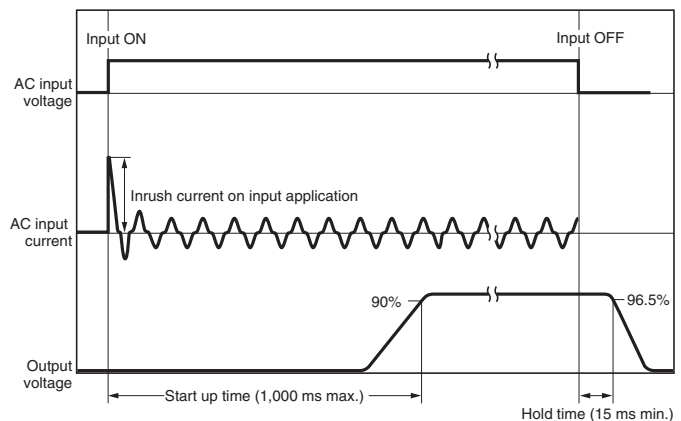 Input ON
Input OFF
AC input
voltage
Inrush current on input application
AC input
current
90%
96.5%
Output
voltage
Start up time (1,000 ms max.)
Hold time (15 ms min.)